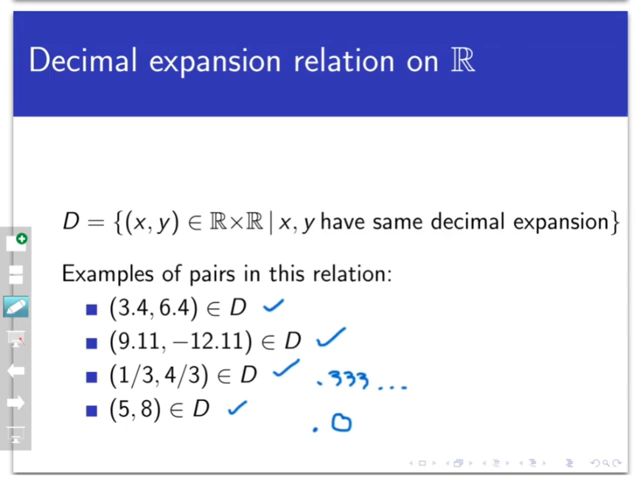 Decimal expansion relation on ℝ
D = {(x, y) ∈ ℝ×ℝ | x, y have same decimal expansion}
Examples of pairs in this relation:
(3.4, 6.4) ∈ D ✓
(9.11, −12.11) ∈ D ✓
(1/3, 4/3) ∈ D ✓ .333...
(5, 8) ∈ D ✓
.0